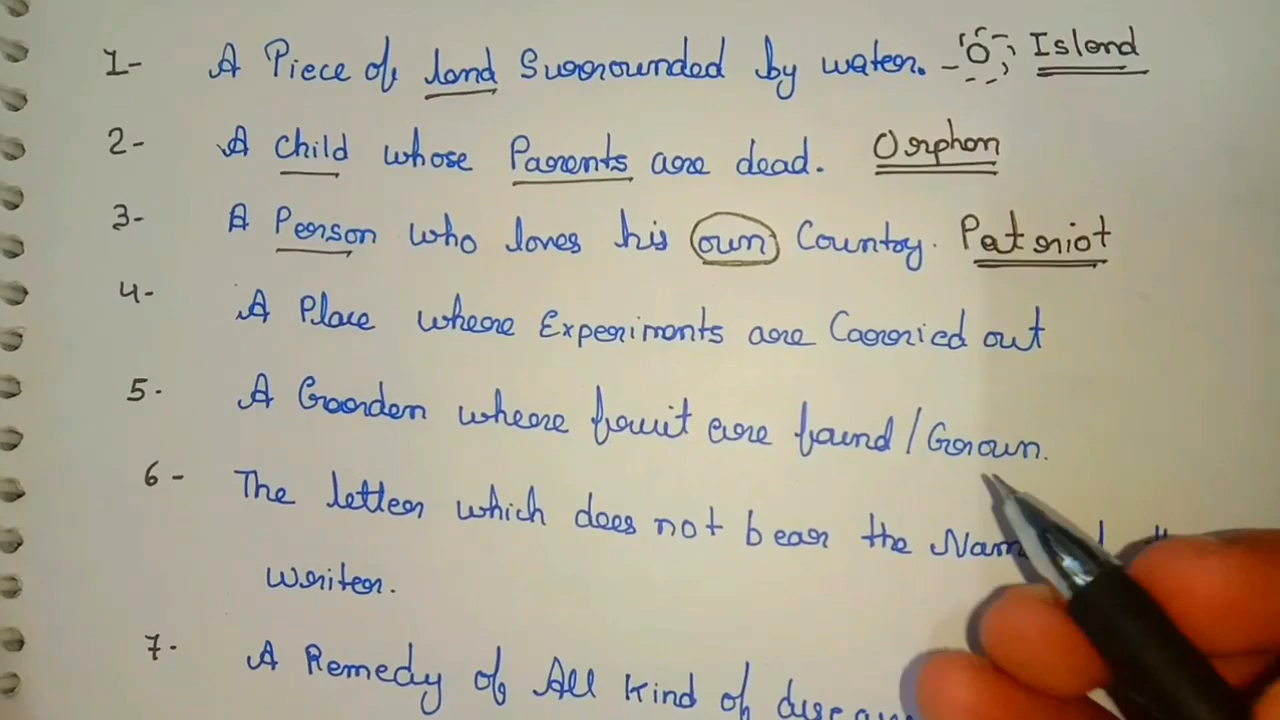 1- A Piece of land Surrounded by water. Island
2- A child whose Parents are dead. Orphan
3- A Person who loves his own Country. Patriot
4- A Place where Experiments are Carried out
5- A Garden where fruit are found/Grown.
6- The letter which does not bear the
writer.
7- A Remedy of All kind of